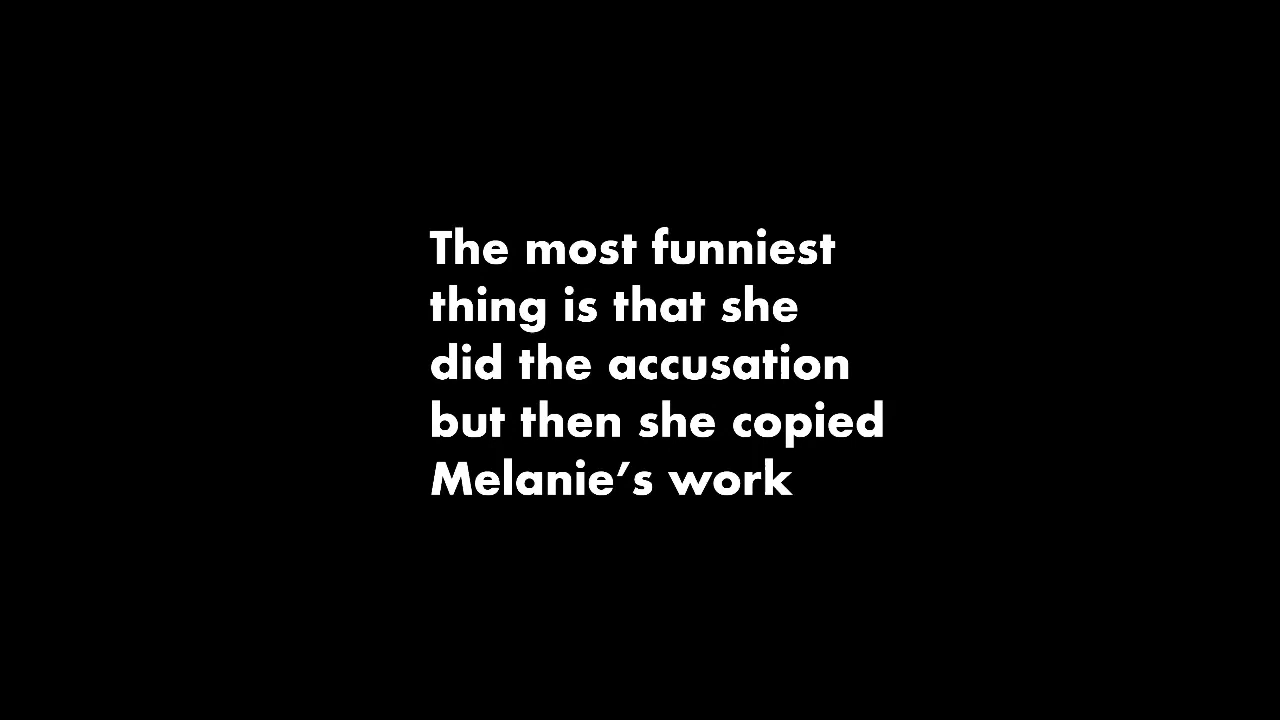 The most funniest
thing is that she
did the accusation
but then she copied
Melanie’s work